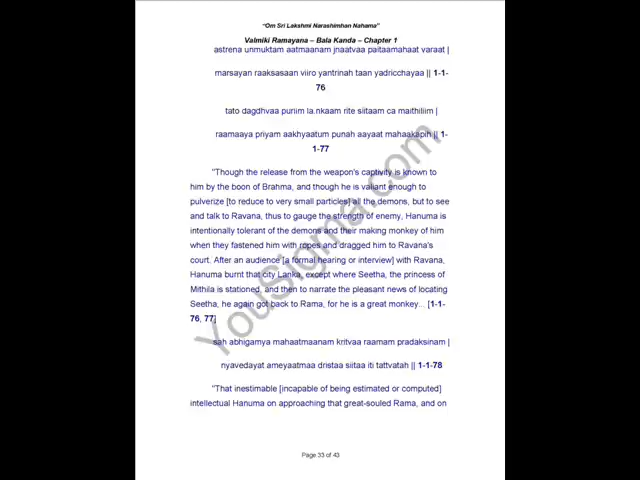 "Om Sri Lakshmi Narashimhan Nahama"
Valmiki Ramayana – Bala Kanda – Chapter 1
astrena unmuktam aatmaanam jnaatvaa paitaamahaat varaat |
marsayan raaksasaan viiro yantrinah taan yadricchayaa || 1-1-
76
tato dagdhvaa puriim la.nkaam rite siitaam ca maithiliim |
raamaaya priyam aakhyaatum punah aayaat mahaakapih || 1-
1-77
"Though the release from the weapon's captivity is known to
him by the boon of Brahma, and though he is valiant enough to
pulverize [to reduce to very small particles] all the demons, but to see
and talk to Ravana, thus to gauge the strength of enemy, Hanuma is
intentionally tolerant of the demons and their making monkey of him
when they fastened him with ropes and dragged him to Ravana's
court. After an audience [a formal hearing or interview] with Ravana,
Hanuma burnt that city Lanka, except where Seetha, the princess of
Mithila is stationed, and then to narrate the pleasant news of locating
Seetha, he again got back to Rama, for he is a great monkey... [1-1-
76, 77]
sah abhigamya mahaatmaanam kritvaa raamam pradaksinam |
nyavedayat ameyaatmaa dristaa siitaa iti tattvatah || 1-1-78
"That inestimable [incapable of being estimated or computed]
intellectual Hanuma on approaching that great-souled Rama, and on
Page 33 of 43
YouSigma.com